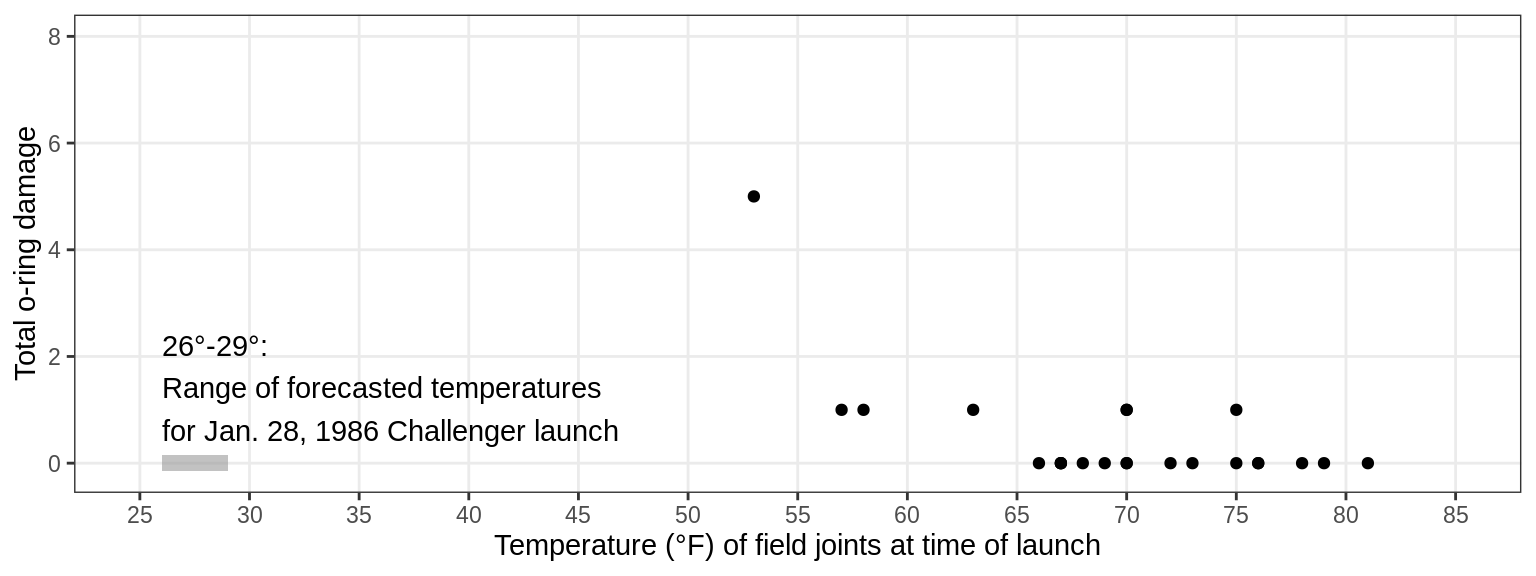 8
6
4
2
0
Total o-ring damage
26°-29°:
Range of forecasted temperatures
for Jan. 28, 1986 Challenger launch
25 30 35 40 45 50 55 60 65 70 75 80 85
Temperature (°F) of field joints at time of launch